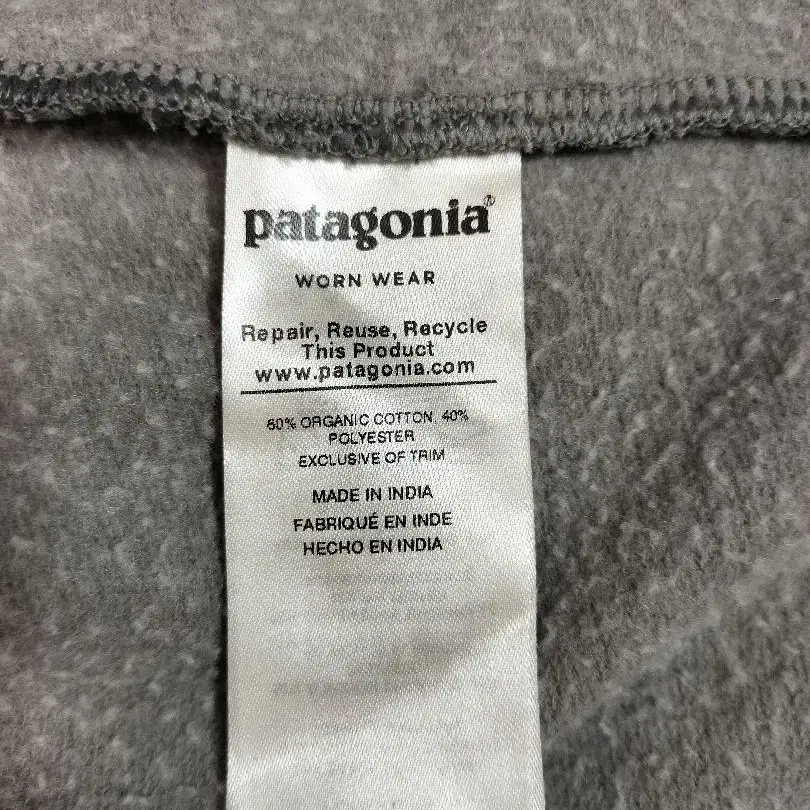 patagonia®
WORN WEAR
Repair, Reuse, Recycle
This Product
www.patagonia.com
60% ORGANIC COTTON, 40%
POLYESTER
EXCLUSIVE OF TRIM
MADE IN INDIA
FABRIQUÉ EN INDE
HECHO EN INDIA